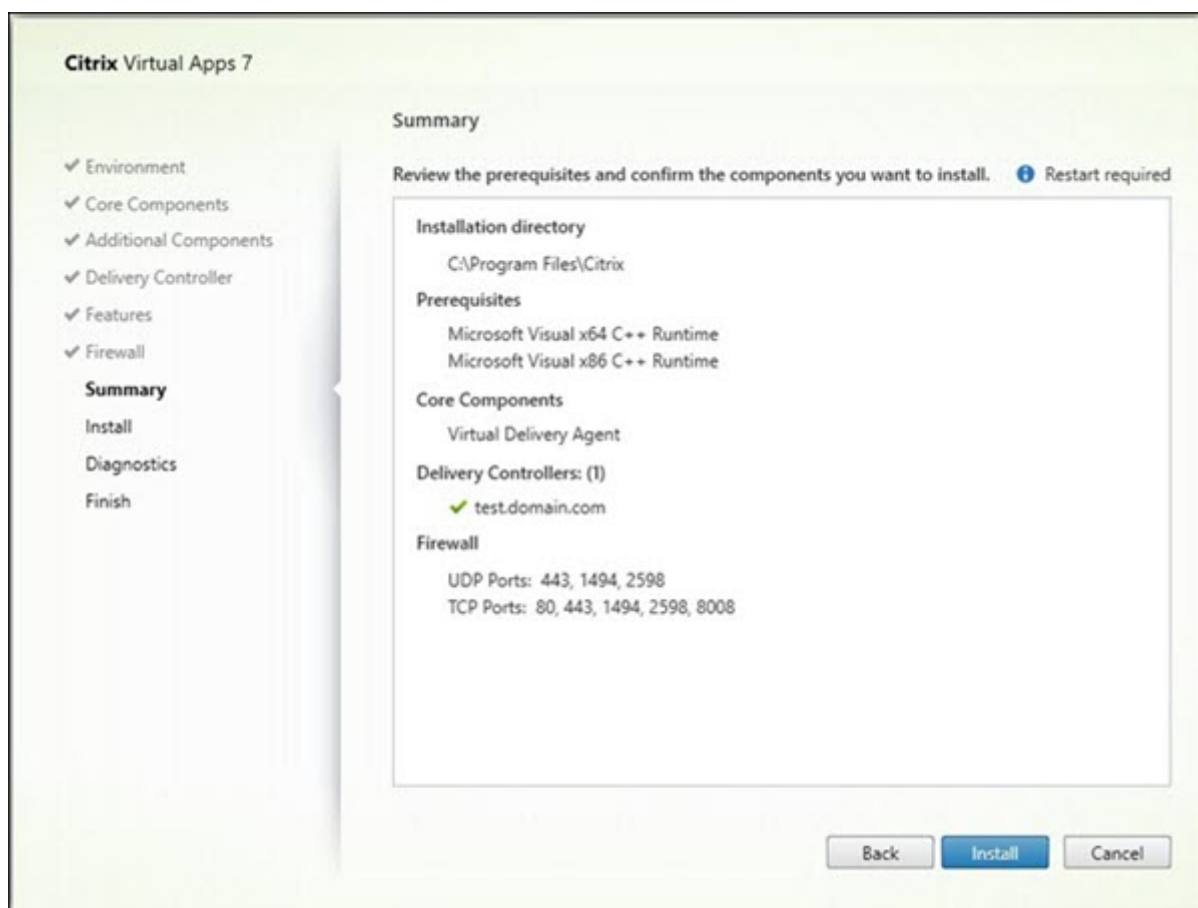 Citrix Virtual Apps 7
Environment
Core Components
Additional Components
Delivery Controller
Features
Firewall
Summary
Install
Diagnostics
Finish
Summary
Review the prerequisites and confirm the components you want to install.
Restart required
Installation directory
C:\Program Files\Citrix
Prerequisites
Microsoft Visual x64 C++ Runtime
Microsoft Visual x86 C++ Runtime
Core Components
Virtual Delivery Agent
Delivery Controllers: (1)
test.domain.com
Firewall
UDP Ports: 443, 1494, 2598
TCP Ports: 80, 443, 1494, 2598, 8008
Back
Install
Cancel